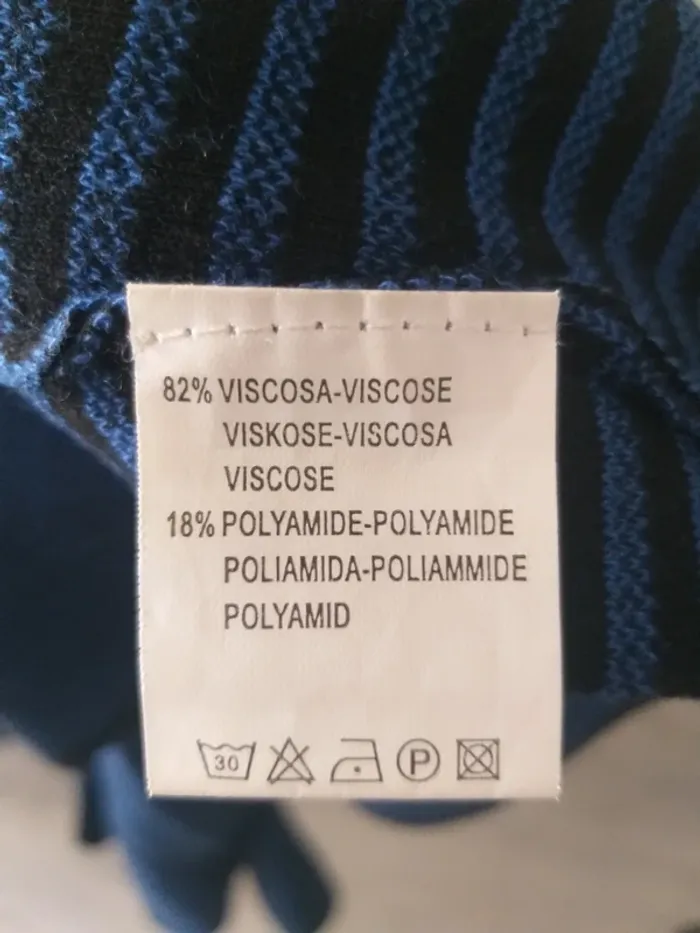 82% VISCOSA-VISCOSE
VISKOSE-VISCOSA
VISCOSE
18% POLYAMIDE-POLYAMIDE
POLIAMIDA-POLIAMMIDE
POLYAMID
30 P